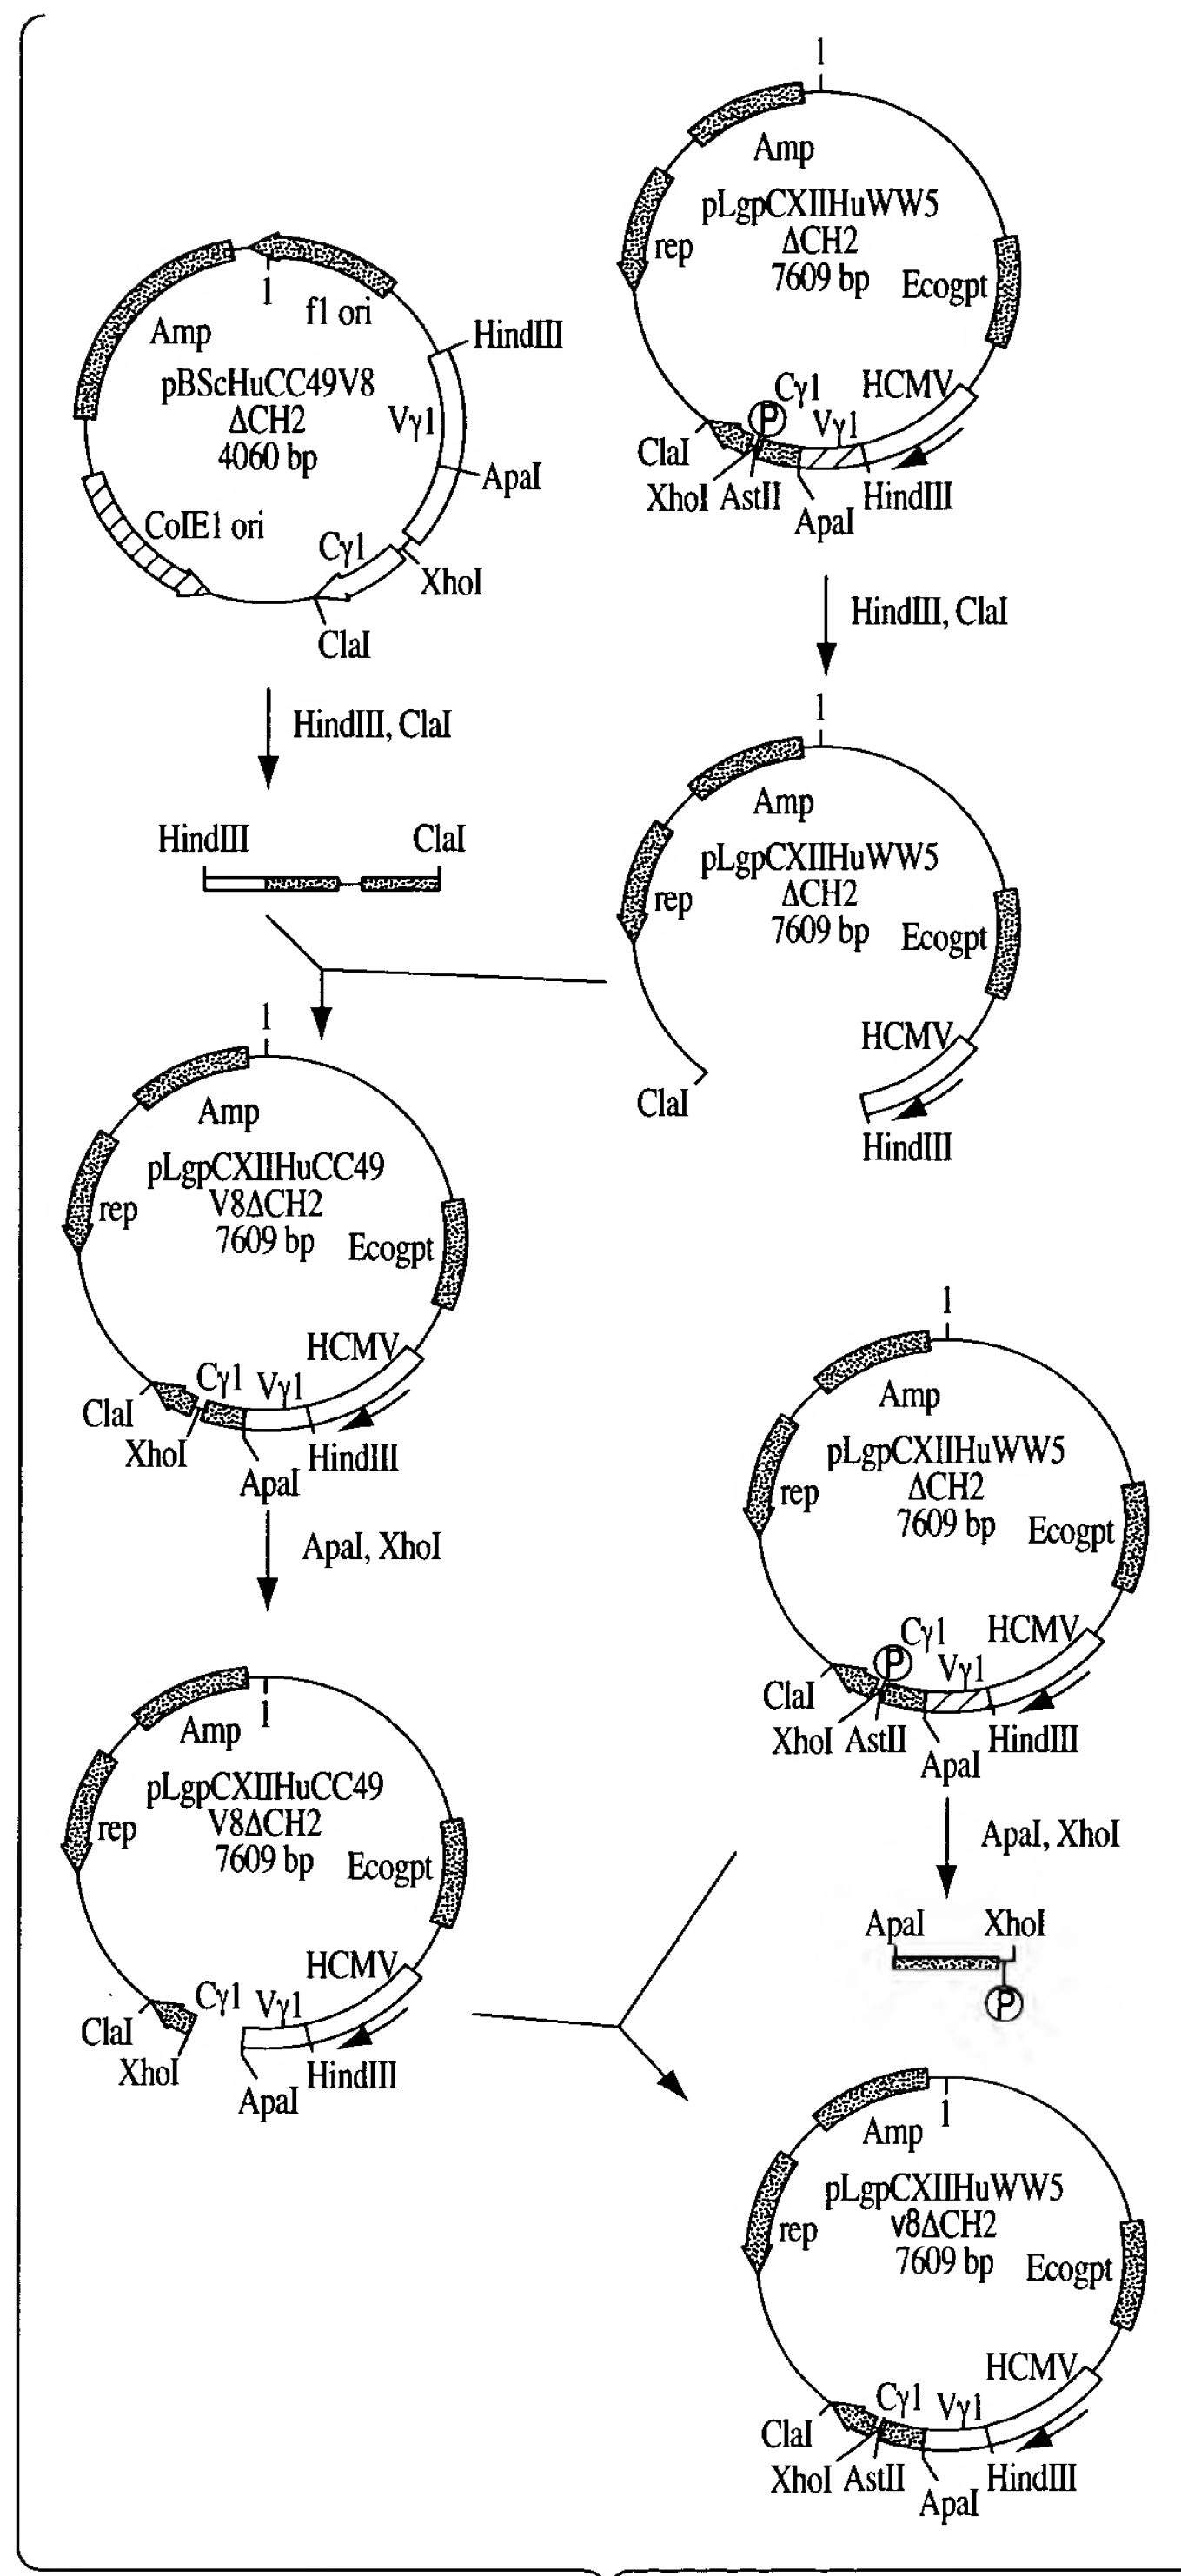 1
f1 ori
Amp
HindIII
pBScHuCC49V8
ΔCH2
4060 bp
Vγ1
ApaI
ColE1 ori
Cγ1
XhoI
ClaI
HindIII, ClaI
HindIII
ClaI
1
Amp
pLgpCXIIHuWW5
ΔCH2
7609 bp
rep
Ecogpt
HCMV
Cγ1
P
Vγ1
ClaI
XhoI
AstII
ApaI
HindIII
HindIII, ClaI
1
Amp
pLgpCXIIHuWW5
ΔCH2
7609 bp
rep
Ecogpt
HCMV
ClaI
HindIII
1
Amp
pLgpCXIIHuCC49
V8ΔCH2
7609 bp
rep
Ecogpt
HCMV
Cγ1
Vγ1
ClaI
XhoI
ApaI
HindIII
ApaI, XhoI
1
Amp
pLgpCXIIHuCC49
V8ΔCH2
7609 bp
rep
Ecogpt
HCMV
Cγ1
Vγ1
ClaI
XhoI
ApaI
HindIII
1
Amp
pLgpCXIIHuWW5
ΔCH2
7609 bp
rep
Ecogpt
HCMV
Cγ1
P
Vγ1
ClaI
XhoI
AstII
ApaI
HindIII
ApaI, XhoI
ApaI
XhoI
P
1
Amp
pLgpCXIIHuWW5
v8ΔCH2
7609 bp
rep
Ecogpt
HCMV
Cγ1
Vγ1
ClaI
XhoI
AstII
ApaI
HindIII